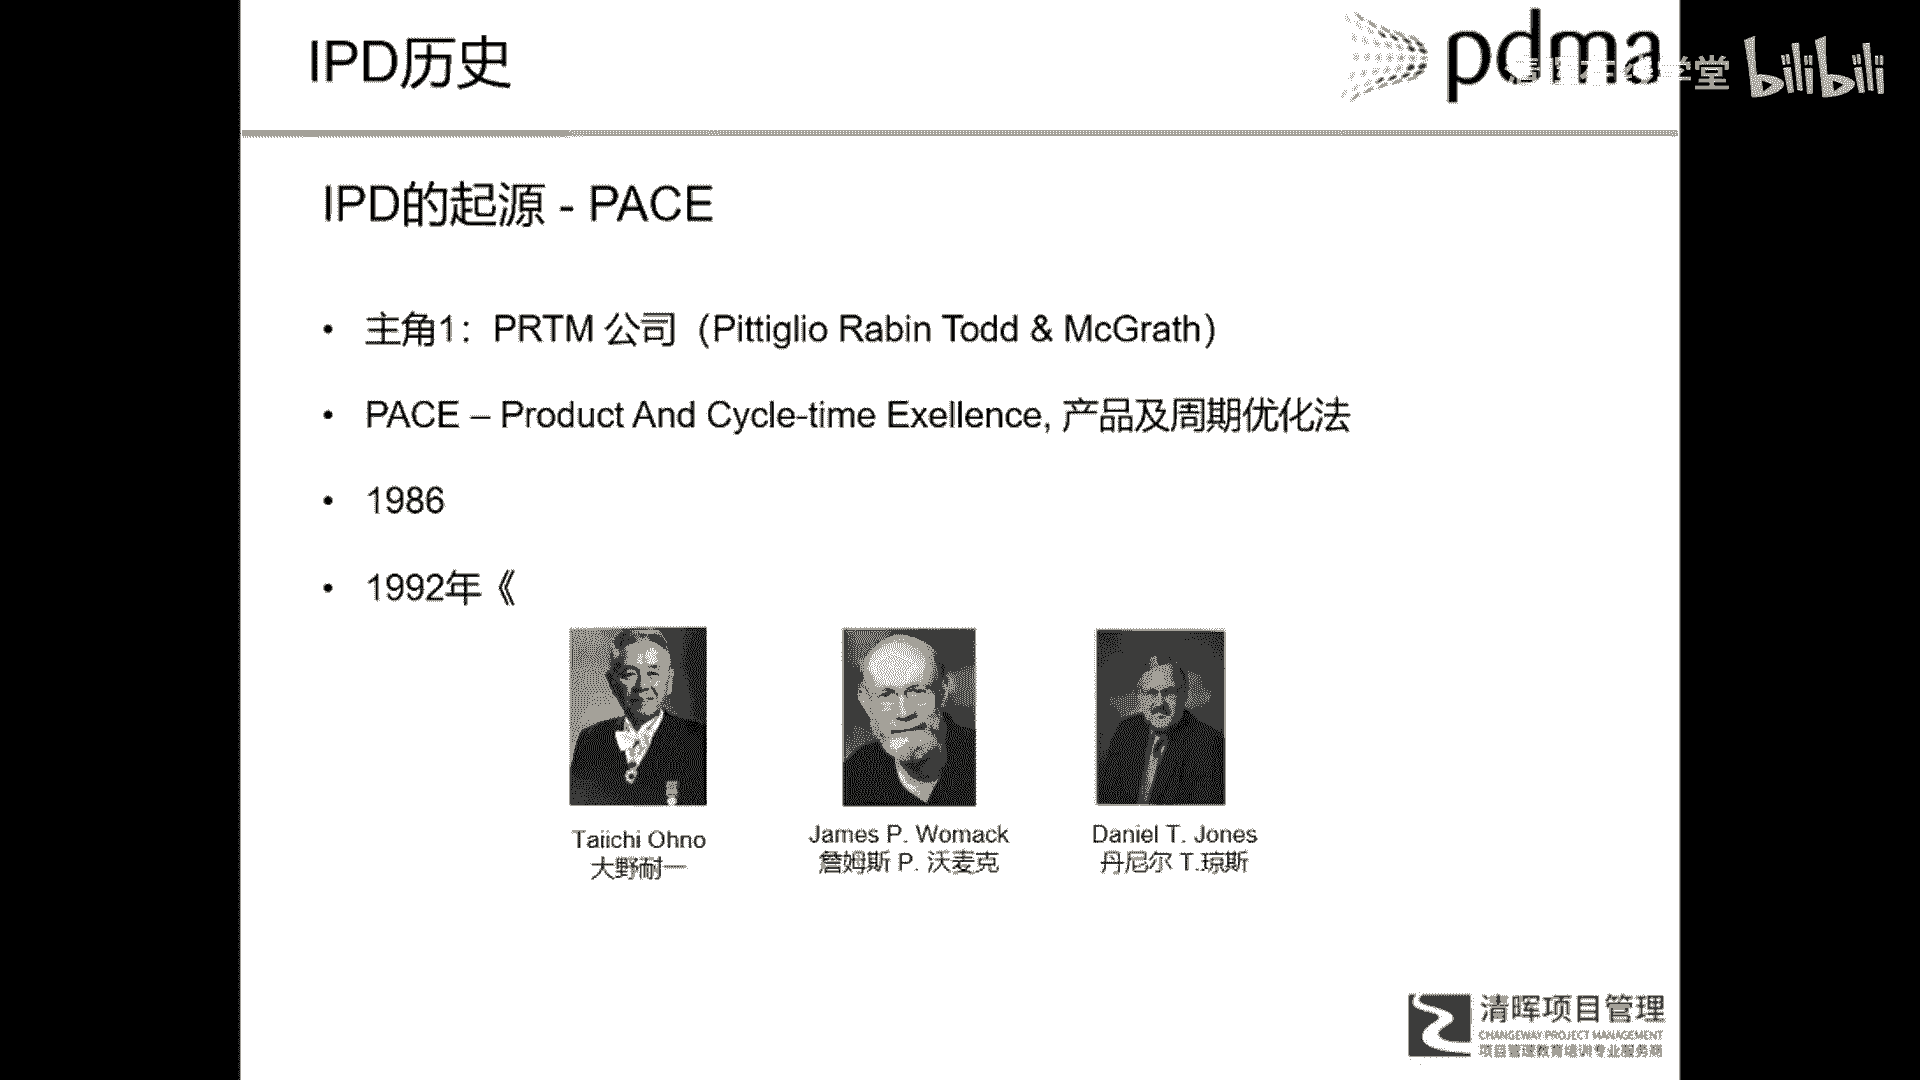 IPD历史
pdma
学堂 bilibili
IPD的起源 - PACE
• 主角1：PRTM 公司（Pittiglio Rabin Todd & McGrath）
• PACE – Product And Cycle-time Exellence, 产品及周期优化法
• 1986
• 1992年《
Taiichi Ohno
大野耐一
James P. Womack
詹姆斯 P. 沃麦克
Daniel T. Jones
丹尼尔 T.琼斯
清晖项目管理
CHANGEWAY PROJECT MANAGEMENT
项目管理教育培训专业服务商